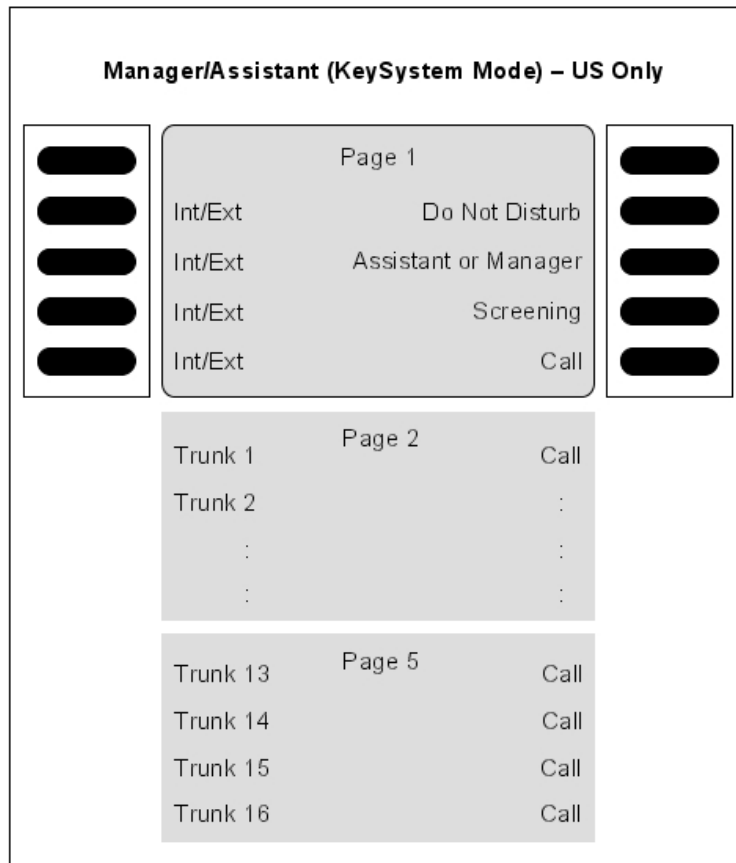 Manager/Assistant (KeySystem Mode) – US Only
Page 1
Int/Ext Do Not Disturb
Int/Ext Assistant or Manager
Int/Ext Screening
Int/Ext Call
Page 2
Trunk 1 Call
Trunk 2 :
: :
: :
Page 5
Trunk 13 Call
Trunk 14 Call
Trunk 15 Call
Trunk 16 Call